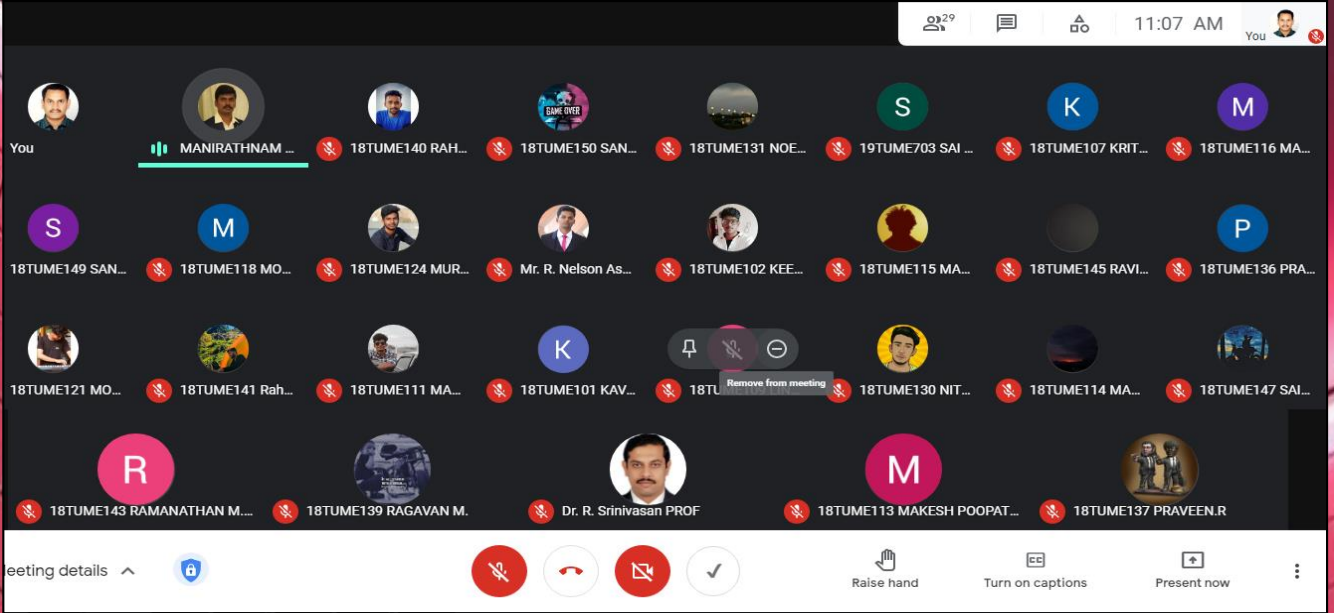 29 11:07 AM You
GAME OVER S K M
You MANIRATHNAM ... 18TUME140 RAH... 18TUME150 SAN... 18TUME131 NOE... 19TUME703 SAI ... 18TUME107 KRIT... 18TUME116 MA...
S M P
18TUME149 SAN... 18TUME118 MO... 18TUME124 MUR... Mr. R. Nelson As... 18TUME102 KEE... 18TUME115 MA... 18TUME145 RAVI... 18TUME136 PRA...
K
Remove from meeting
18TUME121 MO... 18TUME141 Rah... 18TUME111 MA... 18TUME101 KAV... 18TUME130 NIT... 18TUME114 MA... 18TUME147 SAI...
R M
18TUME143 RAMANATHAN M.... 18TUME139 RAGAVAN M. Dr. R. Srinivasan PROF 18TUME113 MAKESH POOPAT... 18TUME137 PRAVEEN.R
leeting details CC
Raise hand Turn on captions Present now